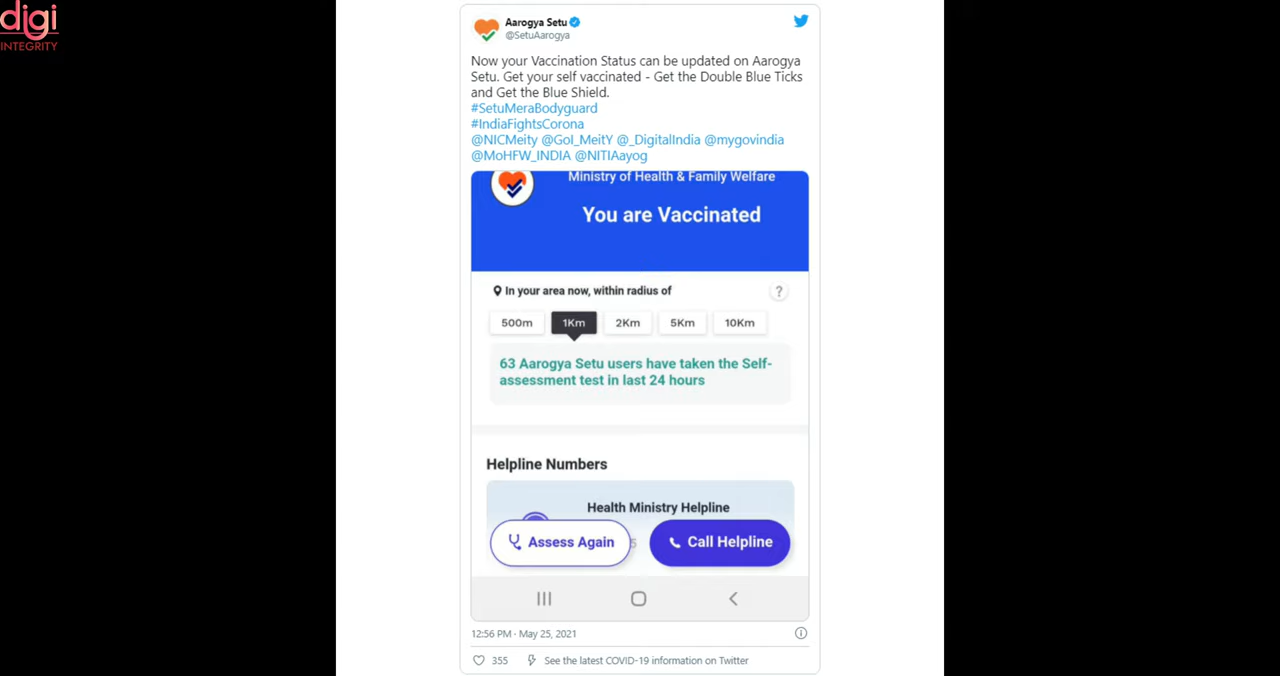 digi
INTEGRITY
Aarogya Setu
@SetuAarogya
Now your Vaccination Status can be updated on Aarogya
Setu. Get your self vaccinated - Get the Double Blue Ticks
and Get the Blue Shield.
#SetuMeraBodyguard
#IndiaFightsCorona
@NICMeity @GoI_MeitY @_DigitalIndia @mygovindia
@MoHFW_INDIA @NITIAayog
Ministry of Health & Family Welfare
You are Vaccinated
In your area now, within radius of
?
500m 1Km 2Km 5Km 10Km
63 Aarogya Setu users have taken the Self-
assessment test in last 24 hours
Helpline Numbers
Health Ministry Helpline
Assess Again
5
Call Helpline
12:56 PM · May 25, 2021
355 See the latest COVID-19 information on Twitter